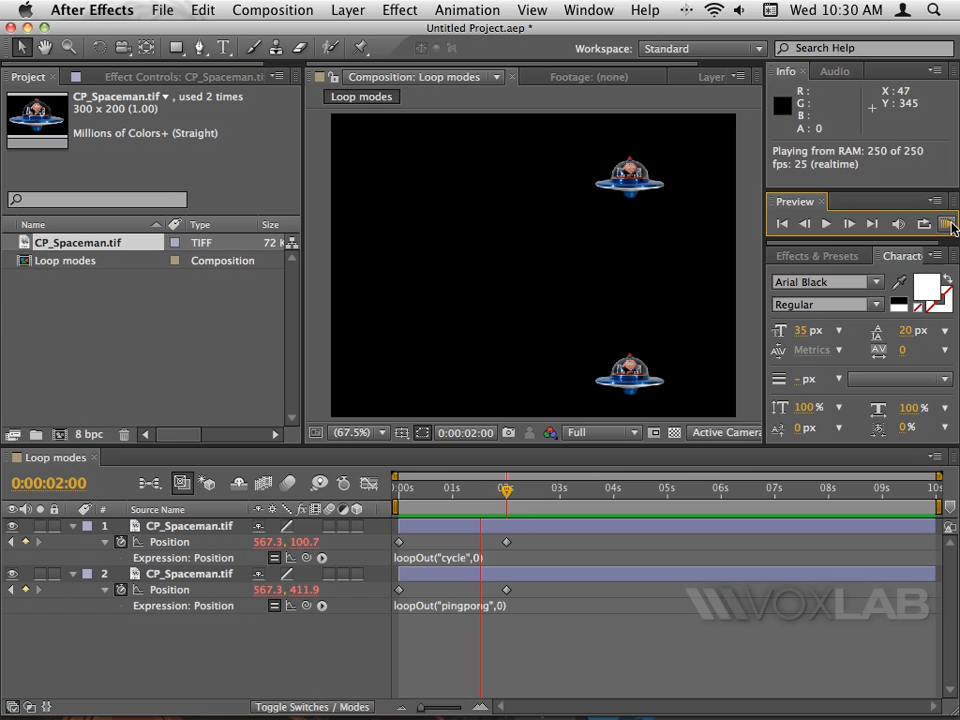 After Effects File Edit Composition Layer Effect Animation View Window Help Wed 10:30 AM
Untitled Project.aep *
Workspace: Standard Search Help
Project × Effect Controls: CP_Spaceman.ti
CP_Spaceman.tif ▾, used 2 times
300 x 200 (1.00)
Millions of Colors+ (Straight)
Name Type Size
CP_Spaceman.tif TIFF 72 K
Loop modes Composition
8 bpc
Composition: Loop modes Footage: (none) Layer
Loop modes
(67.5%) 0:00:02:00 Full Active Camera
Info × Audio
R: X: 47
G: Y: 345
B:
A: 0
Playing from RAM: 250 of 250
fps: 25 (realtime)
Preview ×
Effects & Presets Charact
Arial Black
Regular
35 px 20 px
Metrics 0
- px
100 % 100 %
0 px 0 %
Loop modes ×
0:00:02:00
:00s 01s 02s 03s 04s 05s 06s 07s 08s 09s 10s
# Source Name
1 CP_Spaceman.tif
Position 567.3, 100.7
Expression: Position loopOut("cycle",0)
2 CP_Spaceman.tif
Position 567.3, 411.9
Expression: Position loopOut("pingpong",0)
VOXLAB
Toggle Switches / Modes